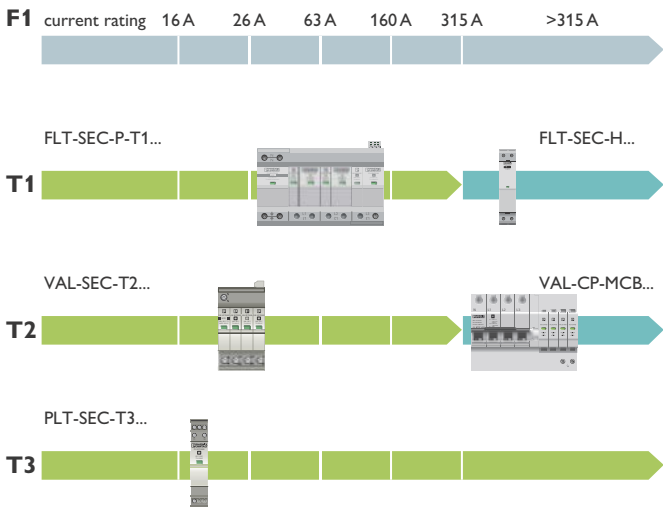 F1 current rating 16 A 26 A 63 A 160 A 315 A >315 A
FLT-SEC-P-T1... FLT-SEC-H...
T1
VAL-SEC-T2... VAL-CP-MCB...
T2
PLT-SEC-T3...
T3